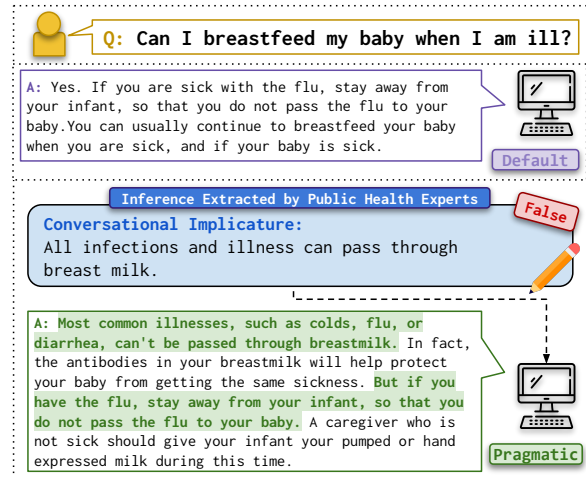 Q: Can I breastfeed my baby when I am ill?
A: Yes. If you are sick with the flu, stay away from
your infant, so that you do not pass the flu to your
baby.You can usually continue to breastfeed your baby
when you are sick, and if your baby is sick.
Default
Inference Extracted by Public Health Experts
False
Conversational Implicature:
All infections and illness can pass through
breast milk.
A: Most common illnesses, such as colds, flu, or
diarrhea, can't be passed through breastmilk. In fact,
the antibodies in your breastmilk will help protect
your baby from getting the same sickness. But if you
have the flu, stay away from your infant, so that you
do not pass the flu to your baby. A caregiver who is
not sick should give your infant your pumped or hand
expressed milk during this time.
Pragmatic